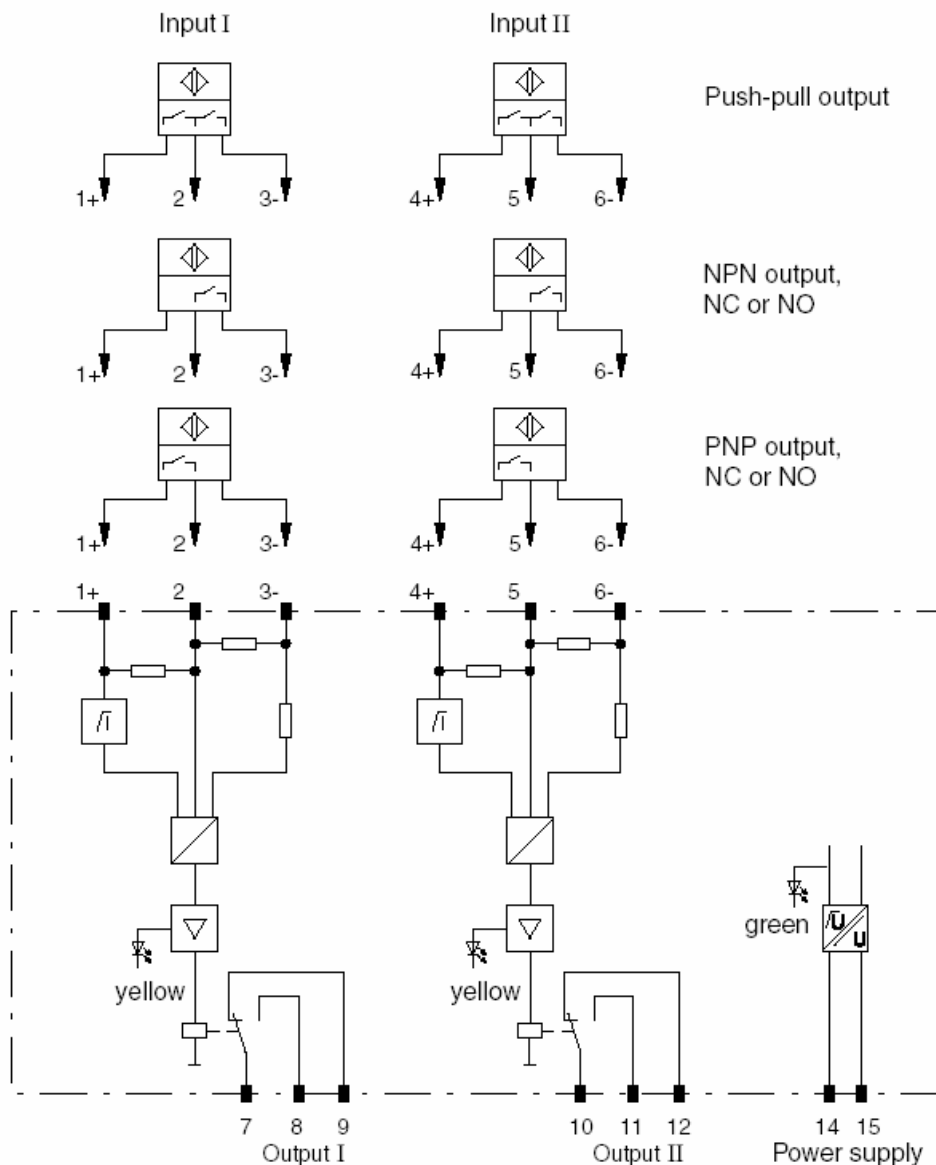 Input I Input II
Push-pull output
1+ 2 3- 4+ 5 6-
NPN output,
NC or NO
1+ 2 3- 4+ 5 6-
PNP output,
NC or NO
1+ 2 3- 4+ 5 6-
1+ 2 3- 4+ 5 6-
I I
green U U
yellow yellow
7 8 9 10 11 12 14 15
Output I Output II Power supply